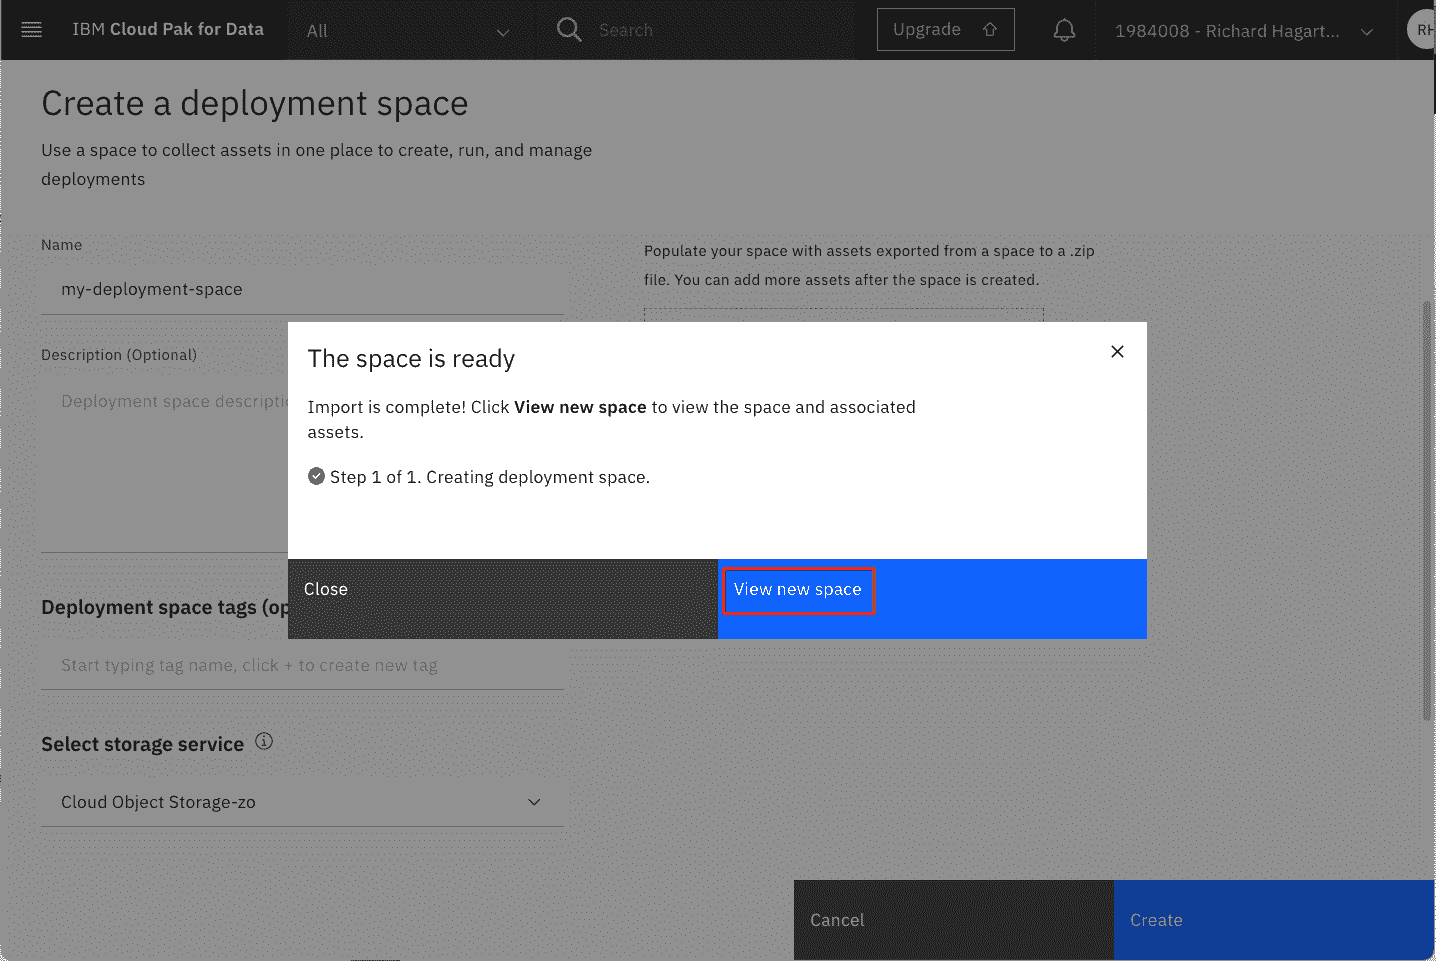 IBM Cloud Pak for Data
All
Search
Upgrade
1984008 - Richard Hagart...
RH
Create a deployment space
Use a space to collect assets in one place to create, run, and manage
deployments
Name
my-deployment-space
Populate your space with assets exported from a space to a .zip
file. You can add more assets after the space is created.
Description (Optional)
Deployment space descripti
The space is ready
Import is complete! Click View new space to view the space and associated
assets.
Step 1 of 1. Creating deployment space.
Close
View new space
Deployment space tags (op
Start typing tag name, click + to create new tag
Select storage service
Cloud Object Storage-zo
Cancel
Create